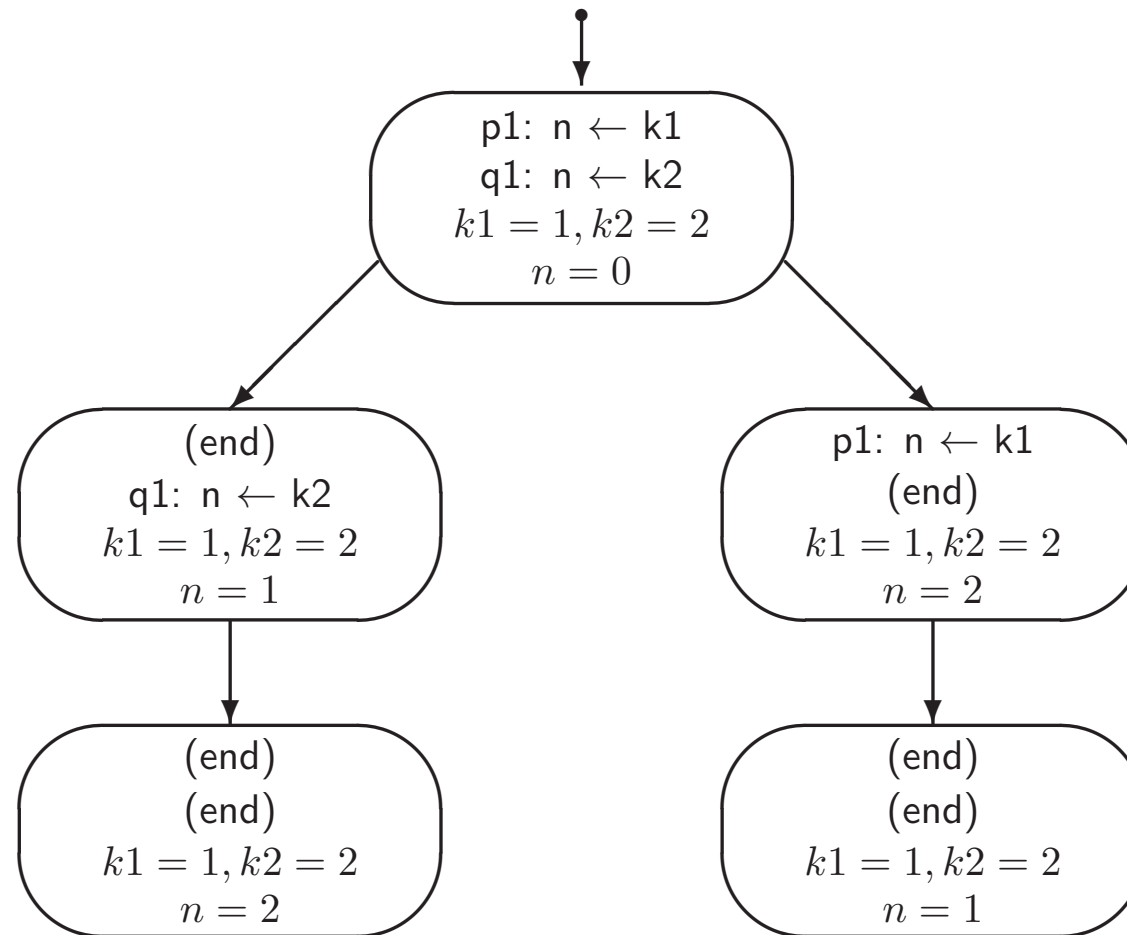 p1: n ← k1
q1: n ← k2
k1 = 1, k2 = 2
n = 0
(end)
q1: n ← k2
k1 = 1, k2 = 2
n = 1
p1: n ← k1
(end)
k1 = 1, k2 = 2
n = 2
(end)
(end)
k1 = 1, k2 = 2
n = 2
(end)
(end)
k1 = 1, k2 = 2
n = 1